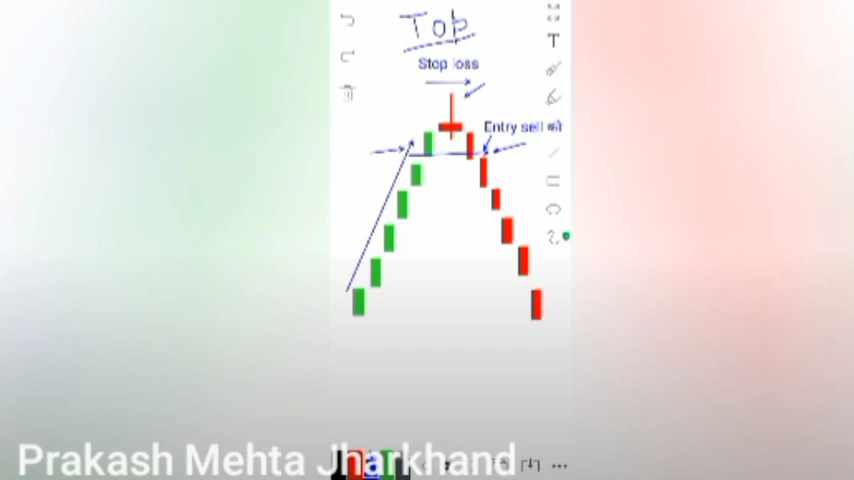 Top
Stop loss
Entry sell की
T
Prakash Mehta Jharkhand